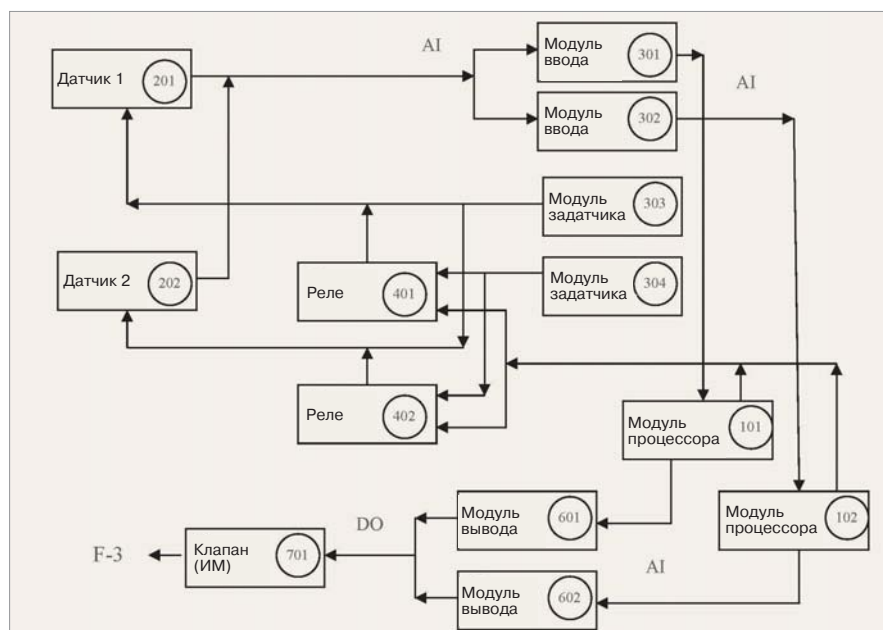 AI
Модуль
ввода
301
Датчик 1
201
AI
Модуль
ввода
302
Модуль
задатчика
303
Датчик 2
202
Реле
401
Модуль
задатчика
304
Реле
402
Модуль
процессора
101
Модуль
вывода
601
Модуль
процессора
102
DO
F-3
Клапан
(ИМ)
701
AI
Модуль
вывода
602